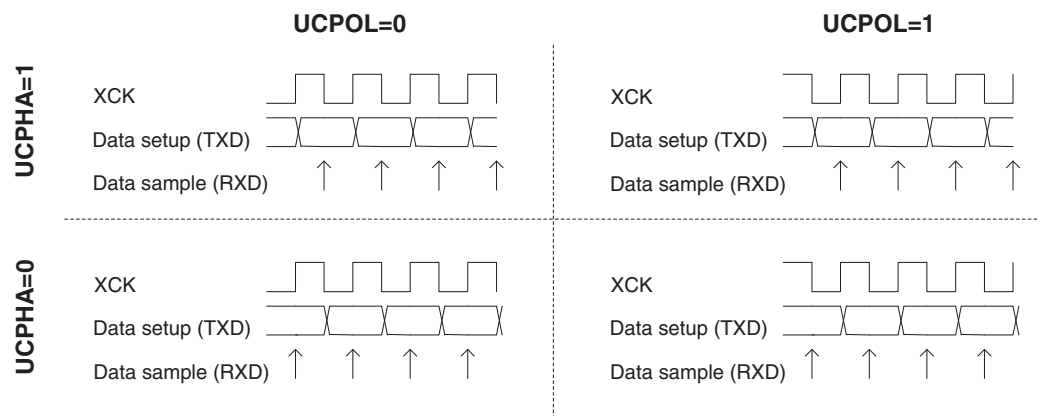 UCPOL=0
UCPOL=1
UCPHA=1
XCK
Data setup (TXD)
Data sample (RXD)
XCK
Data setup (TXD)
Data sample (RXD)
UCPHA=0
XCK
Data setup (TXD)
Data sample (RXD)
XCK
Data setup (TXD)
Data sample (RXD)